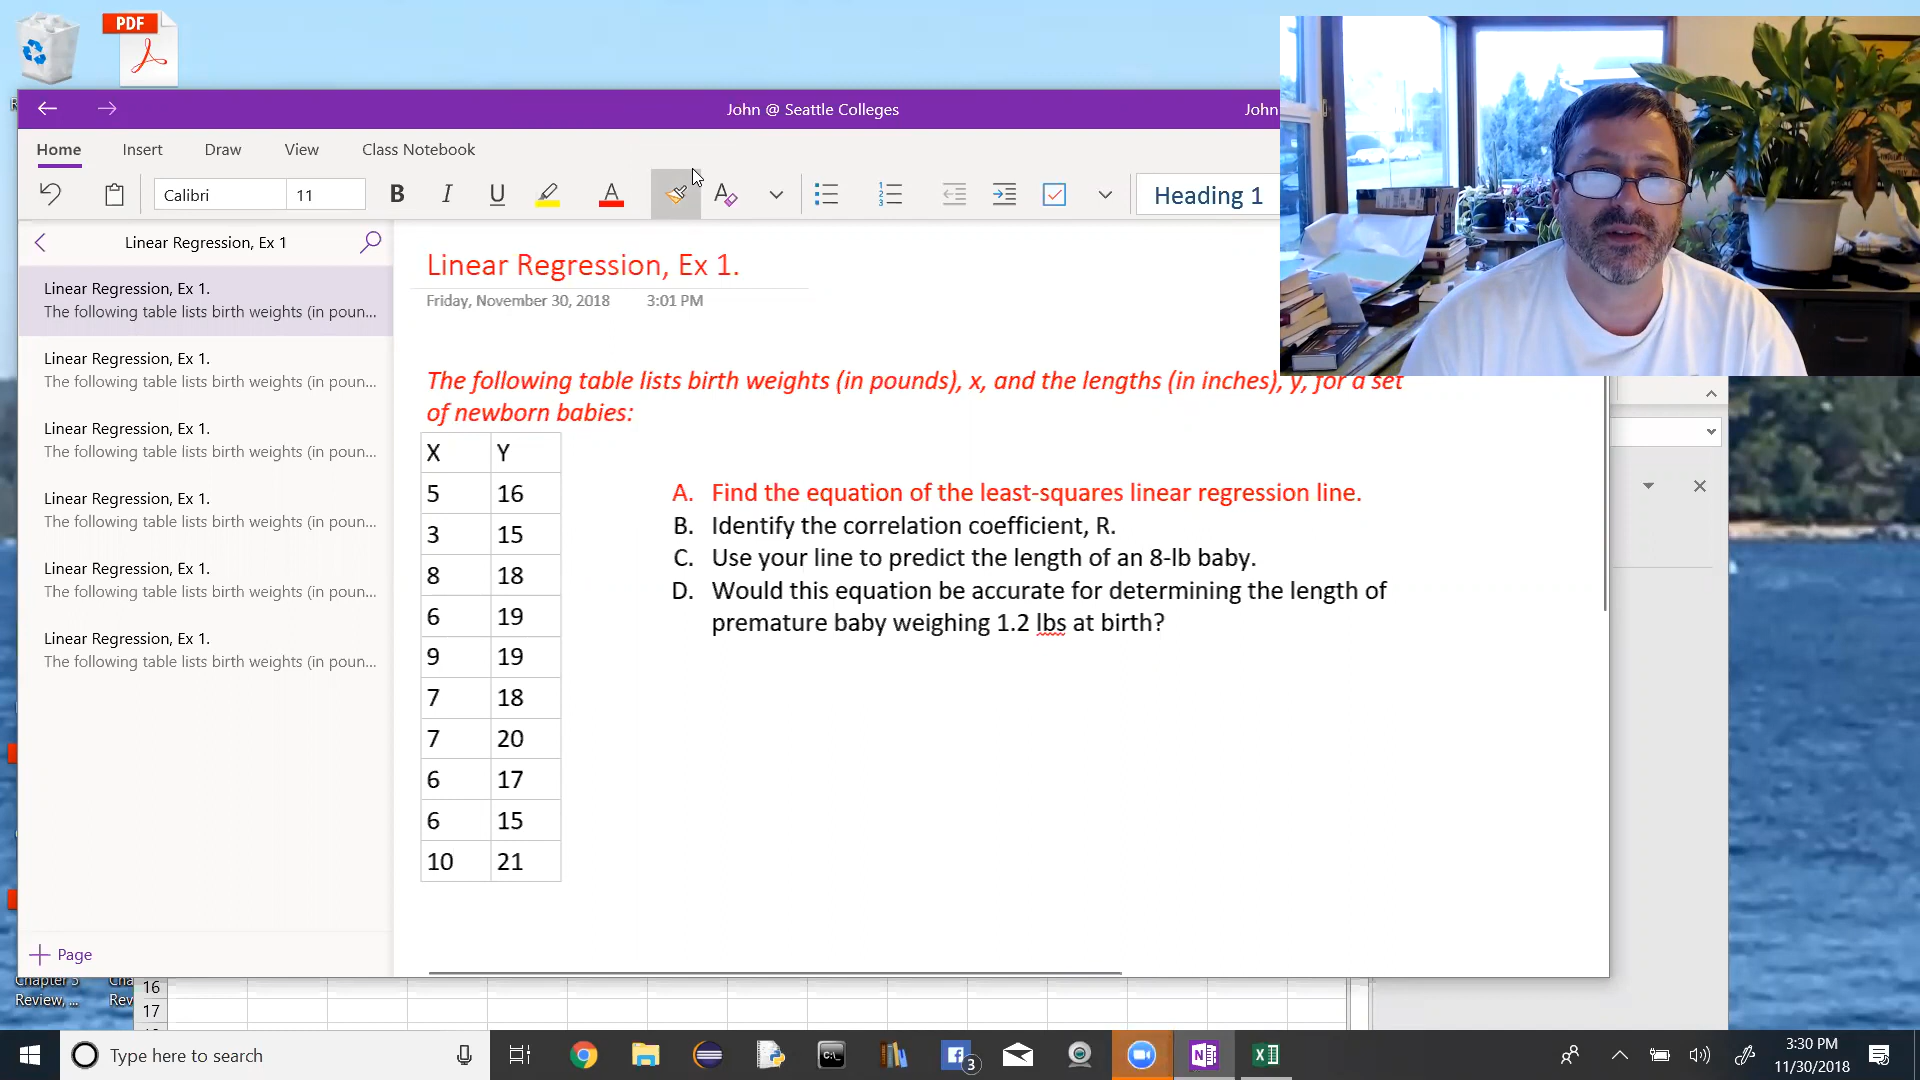 PDF
John @ Seattle Colleges
John
Home Insert Draw View Class Notebook
Calibri 11 B I U A A Heading 1
Linear Regression, Ex 1
Linear Regression, Ex 1.
The following table lists birth weights (in poun...
Linear Regression, Ex 1.
The following table lists birth weights (in poun...
Linear Regression, Ex 1.
The following table lists birth weights (in poun...
Linear Regression, Ex 1.
The following table lists birth weights (in poun...
Linear Regression, Ex 1.
The following table lists birth weights (in poun...
Linear Regression, Ex 1.
The following table lists birth weights (in poun...
Page
Linear Regression, Ex 1.
Friday, November 30, 2018 3:01 PM
The following table lists birth weights (in pounds), x, and the lengths (in inches), y, for a set
of newborn babies:
X Y
5 16
3 15
8 18
6 19
9 19
7 18
7 20
6 17
6 15
10 21
A. Find the equation of the least-squares linear regression line.
B. Identify the correlation coefficient, R.
C. Use your line to predict the length of an 8-lb baby.
D. Would this equation be accurate for determining the length of
premature baby weighing 1.2 lbs at birth?
Chapter 5 Cha
Review, ... Rev
16
17
Type here to search
3
3:30 PM
11/30/2018